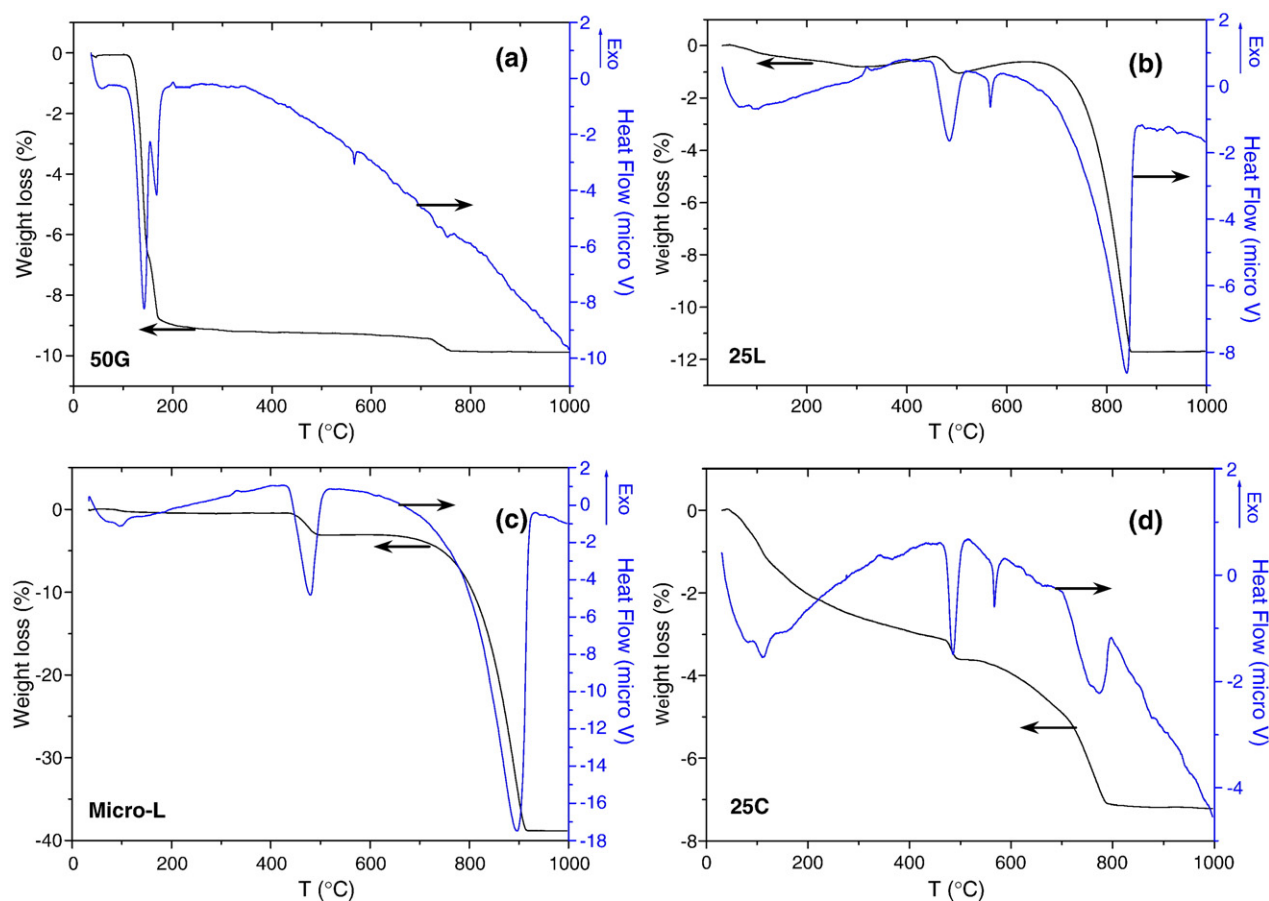 (a)
Exo
50G
Weight loss (%)
0
-2
-4
-6
-8
-10
Heat Flow (micro V)
2
0
-2
-4
-6
-8
-10
0 200 400 600 800 1000
T (°C)
(b)
Exo
25L
Weight loss (%)
0
-2
-4
-6
-8
-10
-12
Heat Flow (micro V)
2
0
-2
-4
-6
-8
200 400 600 800 1000
T (°C)
(c)
Exo
Micro-L
Weight loss (%)
0
-10
-20
-30
-40
Heat Flow (micro V)
2
0
-2
-4
-6
-8
-10
-12
-14
-16
-18
0 200 400 600 800 1000
T (°C)
(d)
Exo
25C
Weight loss (%)
0
-2
-4
-6
-8
Heat Flow (micro V)
2
0
-2
-4
0 200 400 600 800 1000
T (°C)